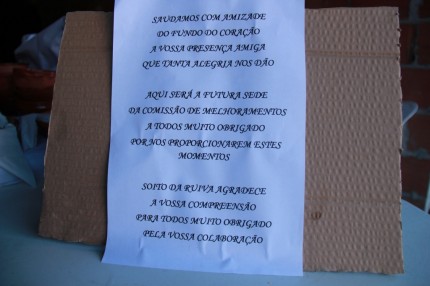 SAUDAMOS COM AMIZADE
DO FUNDO DO CORAÇÃO
A VOSSA PRESENÇA AMIGA
QUE TANTA ALEGRIA NOS DÃO
AQUI SERÁ A FUTURA SEDE
DA COMISSÃO DE MELHORAMENTOS
A TODOS MUITO OBRIGADO
POR NOS PROPORCIONAREM ESTES
MOMENTOS
SOITO DA RUIVA AGRADECE
A VOSSA COMPREENSÃO
PARA TODOS MUITO OBRIGADO
PELA VOSSA COLABORAÇÃO